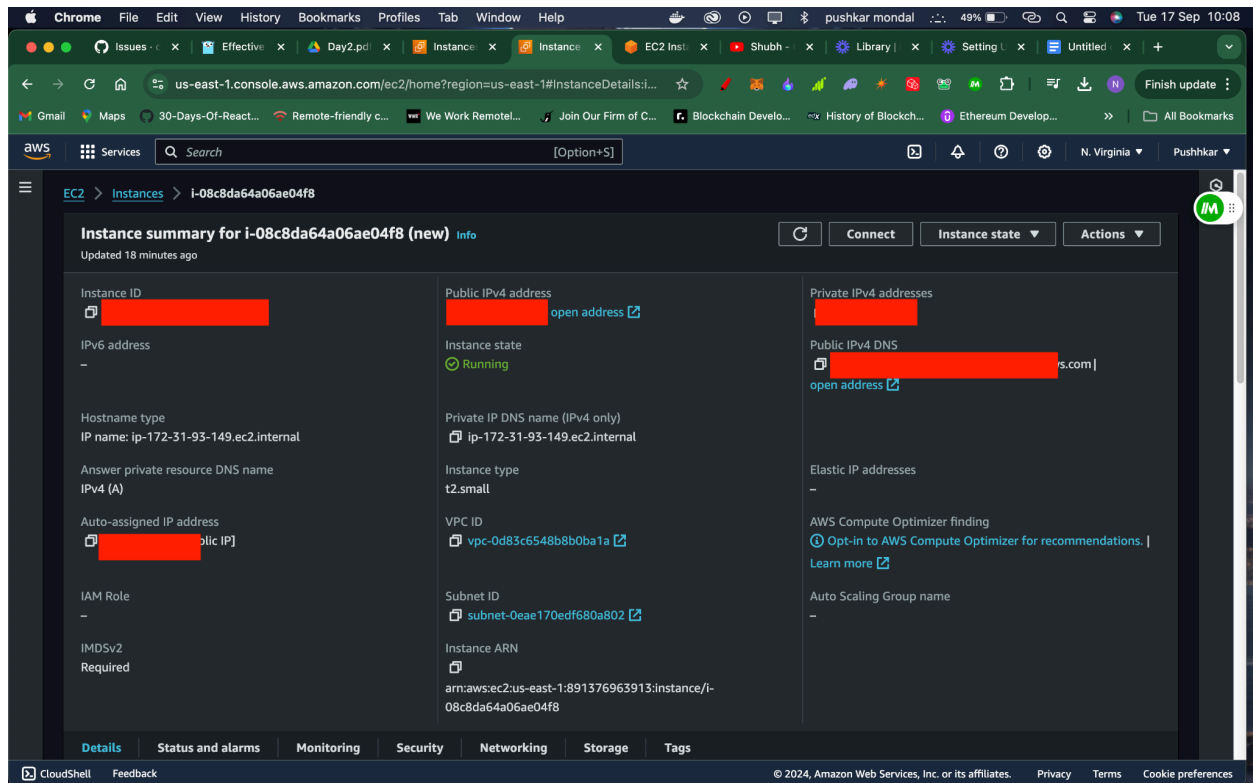 Chrome File Edit View History Bookmarks Profiles Tab Window Help pushkar mondal 49% Tue 17 Sep 10:08
Issues · c Effective Day2.pd Instance Instance EC2 Inst Shubh - Library | Setting U Untitled
us-east-1.console.aws.amazon.com/ec2/home?region=us-east-1#InstanceDetails:i... N Finish update
Gmail Maps 30-Days-Of-React... Remote-friendly c... We Work Remotel... Join Our Firm of C... Blockchain Develo... History of Blockch... Ethereum Develop... » All Bookmarks
aws Services Search [Option+S] N. Virginia Pushhkar
EC2 > Instances > i-08c8da64a06ae04f8
Instance summary for i-08c8da64a06ae04f8 (new) Info Connect Instance state Actions
Updated 18 minutes ago
Instance ID Public IPv4 address Private IPv4 addresses
open address
IPv6 address Instance state Public IPv4 DNS
– Running s.com |
open address
Hostname type Private IP DNS name (IPv4 only)
IP name: ip-172-31-93-149.ec2.internal ip-172-31-93-149.ec2.internal
Answer private resource DNS name Instance type Elastic IP addresses
IPv4 (A) t2.small –
Auto-assigned IP address VPC ID AWS Compute Optimizer finding
blic IP] vpc-0d83c6548b8b0ba1a Opt-in to AWS Compute Optimizer for recommendations. |
Learn more
IAM Role Subnet ID Auto Scaling Group name
– subnet-0eae170edf680a802 –
IMDSv2 Instance ARN
Required
arn:aws:ec2:us-east-1:891376963913:instance/i-
08c8da64a06ae04f8
Details Status and alarms Monitoring Security Networking Storage Tags
CloudShell Feedback © 2024, Amazon Web Services, Inc. or its affiliates. Privacy Terms Cookie preferences